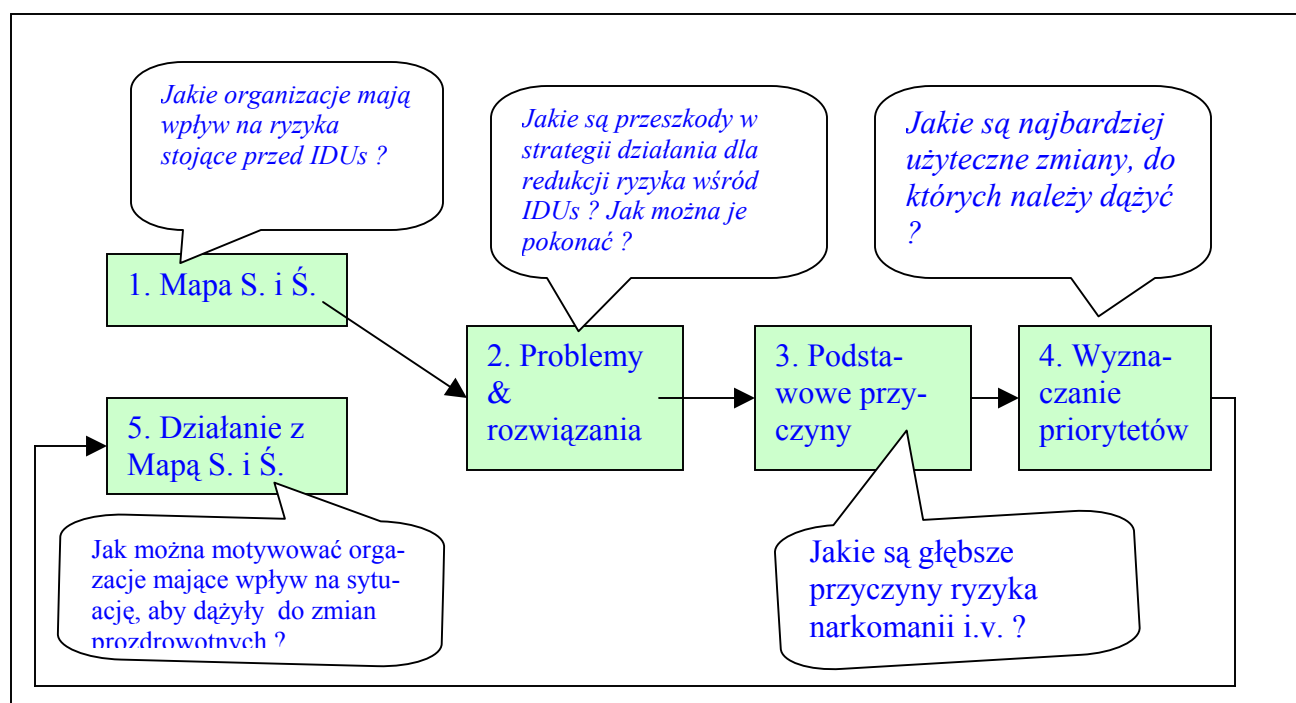 Jakie organizacje mają
wpływ na ryzyka
stojące przed IDUs ?
Jakie są przeszkody w
strategii działania dla
redukcji ryzyka wśród
IDUs ? Jak można je
pokonać ?
Jakie są najbardziej
użyteczne zmiany, do
których należy dążyć
?
1. Mapa S. i Ś.
2. Problemy
&
rozwiązania
3. Podsta-
wowe przy-
czyny
4. Wyzna-
czanie
priorytetów
5. Działanie z
Mapą S. i Ś.
Jak można motywować orga-
zacje mające wpływ na sytu-
ację, aby dążyły do zmian
prozdrowotnych ?
Jakie są głębsze
przyczyny ryzyka
narkomanii i.v. ?